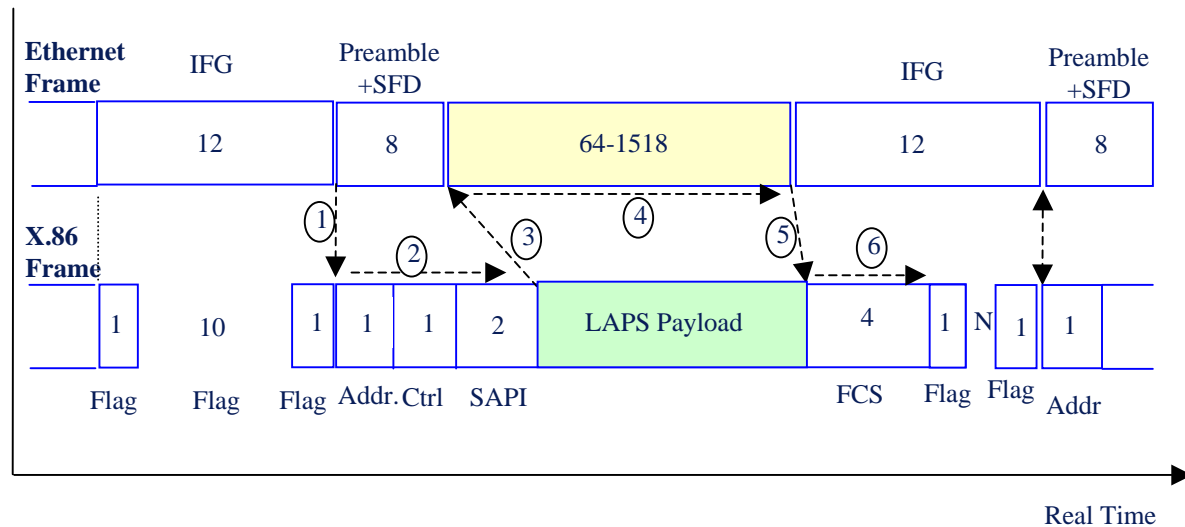 Ethernet
Frame
IFG
Preamble
+SFD
IFG
Preamble
+SFD
12
8
64-1518
12
8
1
2
3
4
5
6
X.86
Frame
1
10
1
1
1
2
LAPS Payload
4
1
N
1
1
Flag
Flag
Flag
Addr.
Ctrl
SAPI
FCS
Flag
Flag
Addr
Real Time